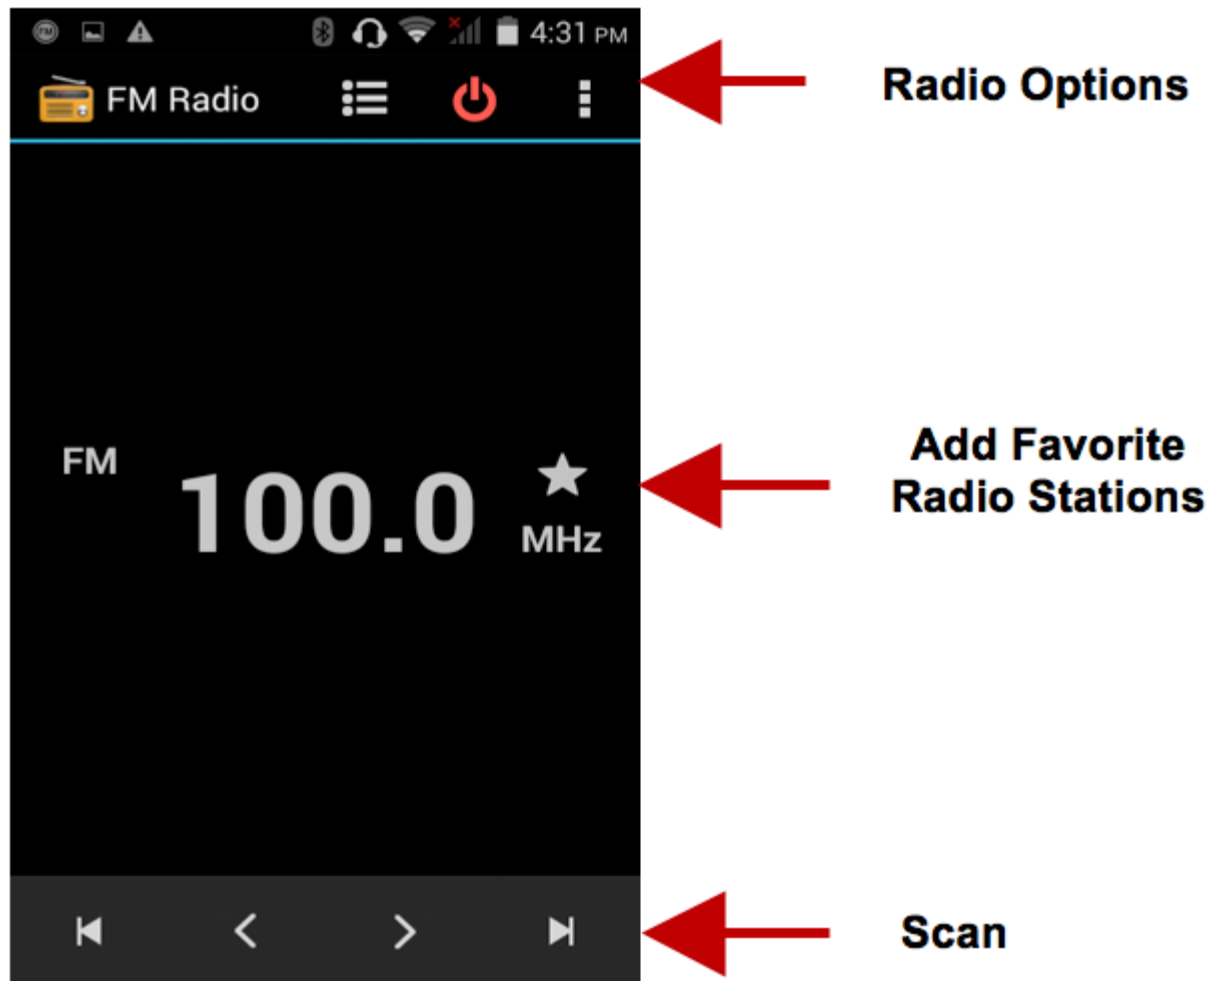 4:31 PM
FM Radio
Radio Options
FM
100.0
MHz
Add Favorite
Radio Stations
Scan